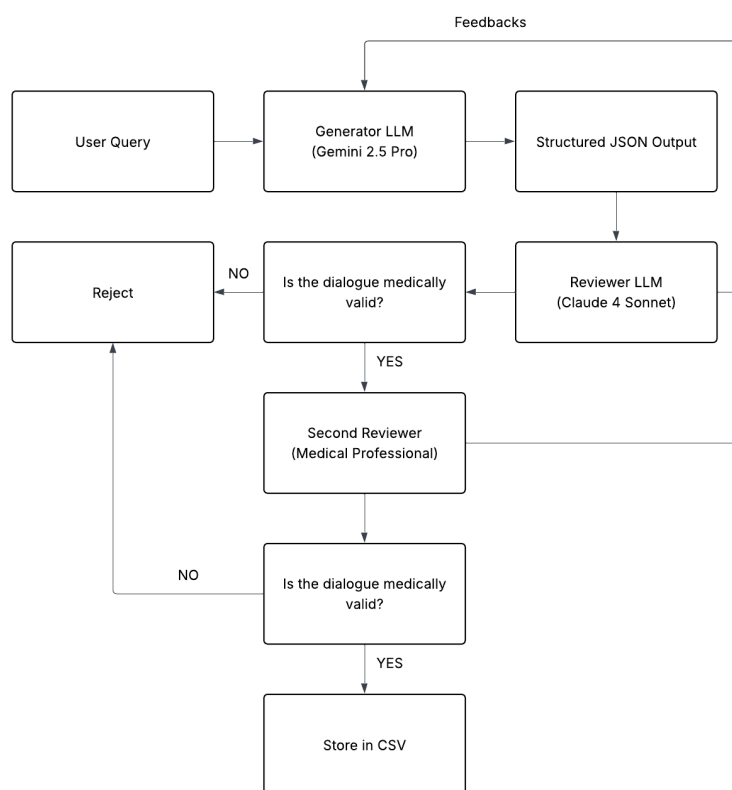 Feedbacks
User Query
Generator LLM
(Gemini 2.5 Pro)
Structured JSON Output
Reject
NO
Is the dialogue medically
valid?
Reviewer LLM
(Claude 4 Sonnet)
YES
Second Reviewer
(Medical Professional)
NO
Is the dialogue medically
valid?
YES
Store in CSV